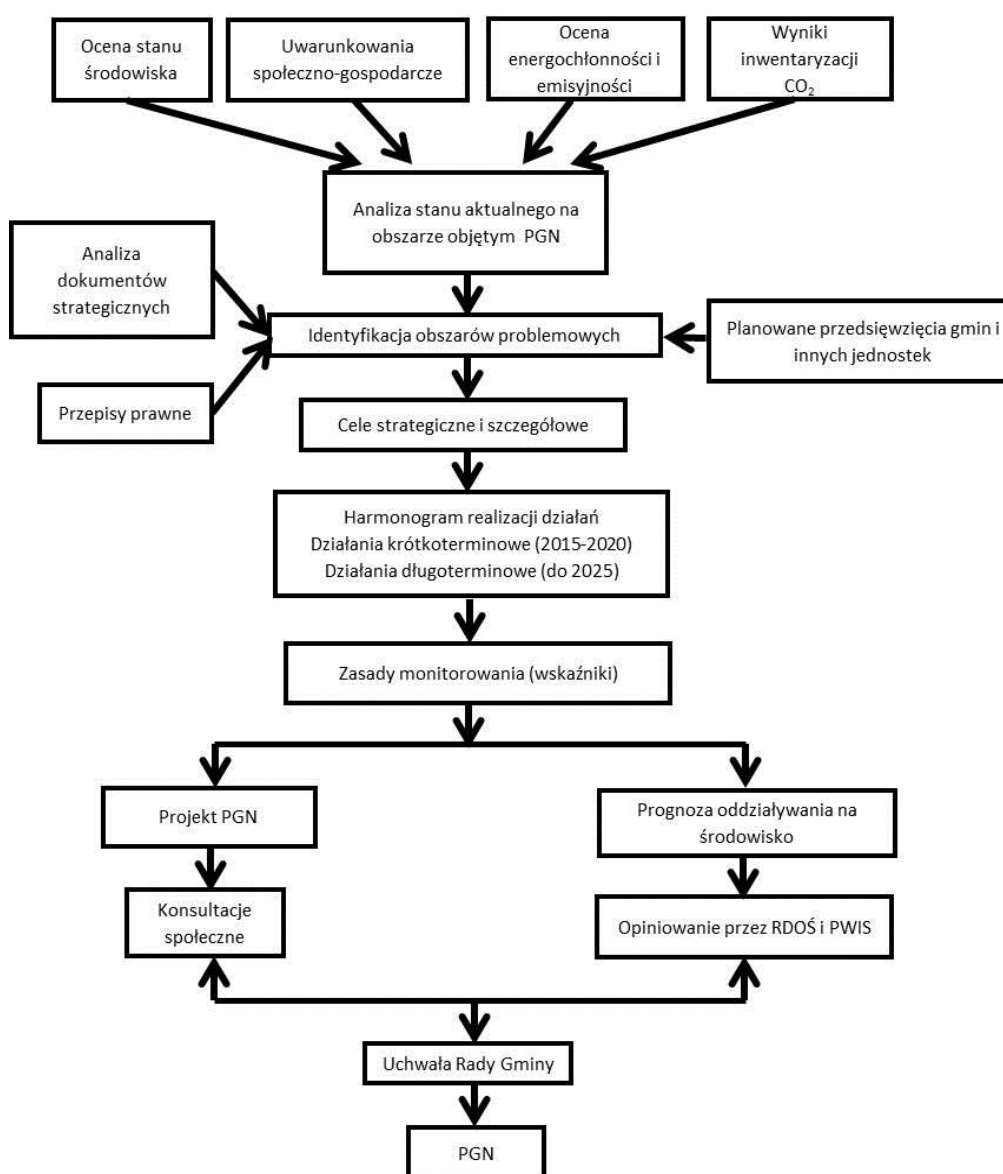 Ocena stanu
środowiska
Uwarunkowania
społeczno-gospodarcze
Ocena
energochłonności i
emisyjności
Wyniki
inwentaryzacji
CO₂
Analiza stanu aktualnego na
obszarze objętym PGN
Analiza
dokumentów
strategicznych
Identyfikacja obszarów problemowych
Planowane przedsięwzięcia gmin i
innych jednostek
Przepisy prawne
Cele strategiczne i szczegółowe
Harmonogram realizacji działań
Działania krótkoterminowe (2015-2020)
Działania długoterminowe (do 2025)
Zasady monitorowania (wskaźniki)
Projekt PGN
Prognoza oddziaływania na
środowisko
Konsultacje
społeczne
Opiniowanie przez RDOŚ i PWIS
Uchwała Rady Gminy
PGN